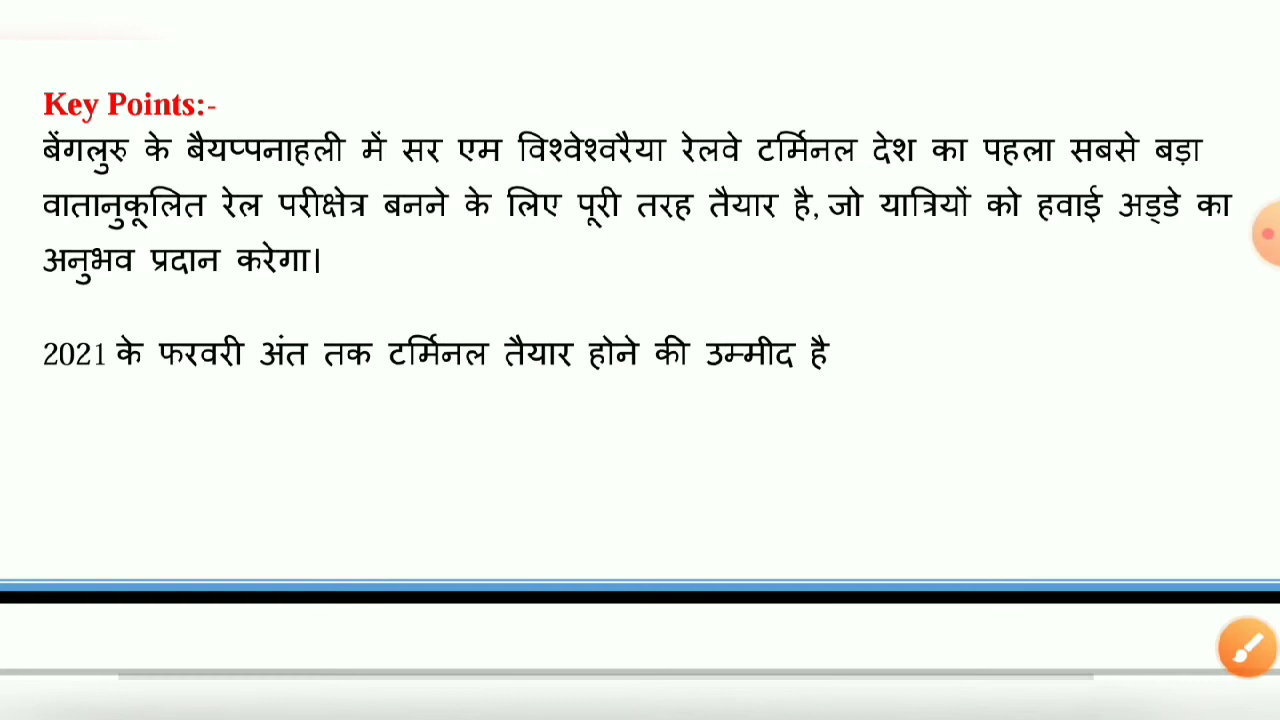 Key Points:-
बेंगलुरु के बैयप्पनाहली में सर एम विश्वेश्वरैया रेलवे टर्मिनल देश का पहला सबसे बड़ा
वातानुकूलित रेल परीक्षेत्र बनने के लिए पूरी तरह तैयार है, जो यात्रियों को हवाई अड्डे का
अनुभव प्रदान करेगा।
2021 के फरवरी अंत तक टर्मिनल तैयार होने की उम्मीद है